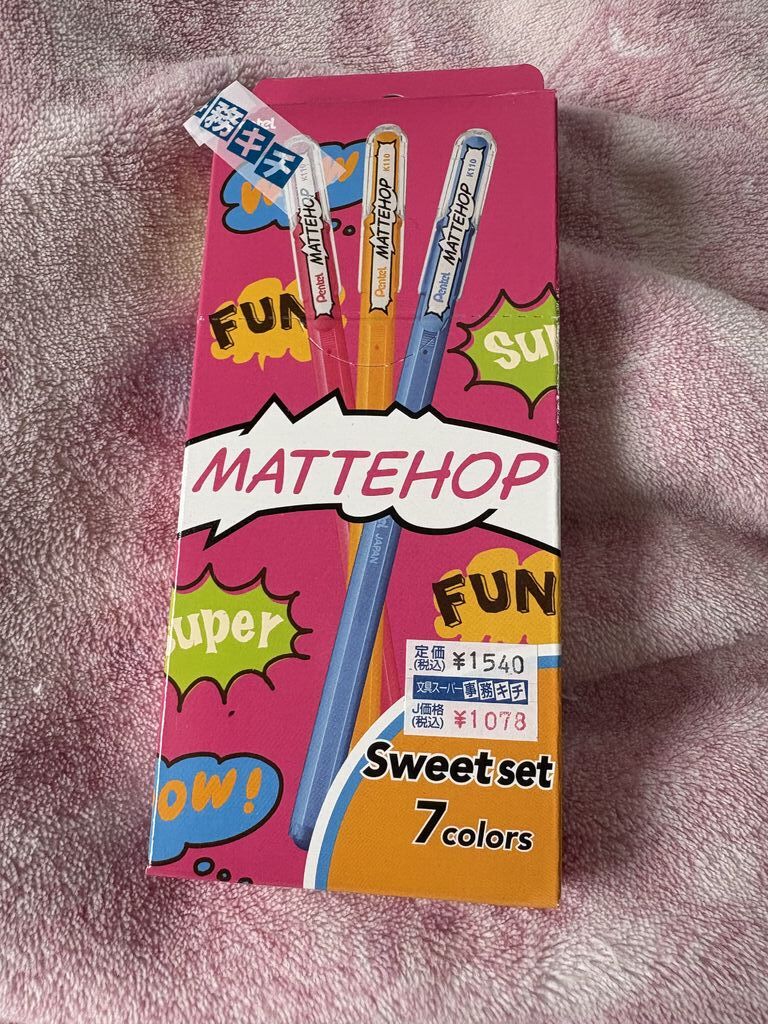 務キチ
K110
K110
K110
MATTEHOP
MATTEHOP
MATTEHOP
Pentel
Pentel
Pentel
FUN
Su
MATTEHOP
JAPAN
FUN
uper
定価
(税込) ¥1540
文具スーパー事務キチ
J価格
(税込) ¥1078
OW!
Sweet set
7 colors